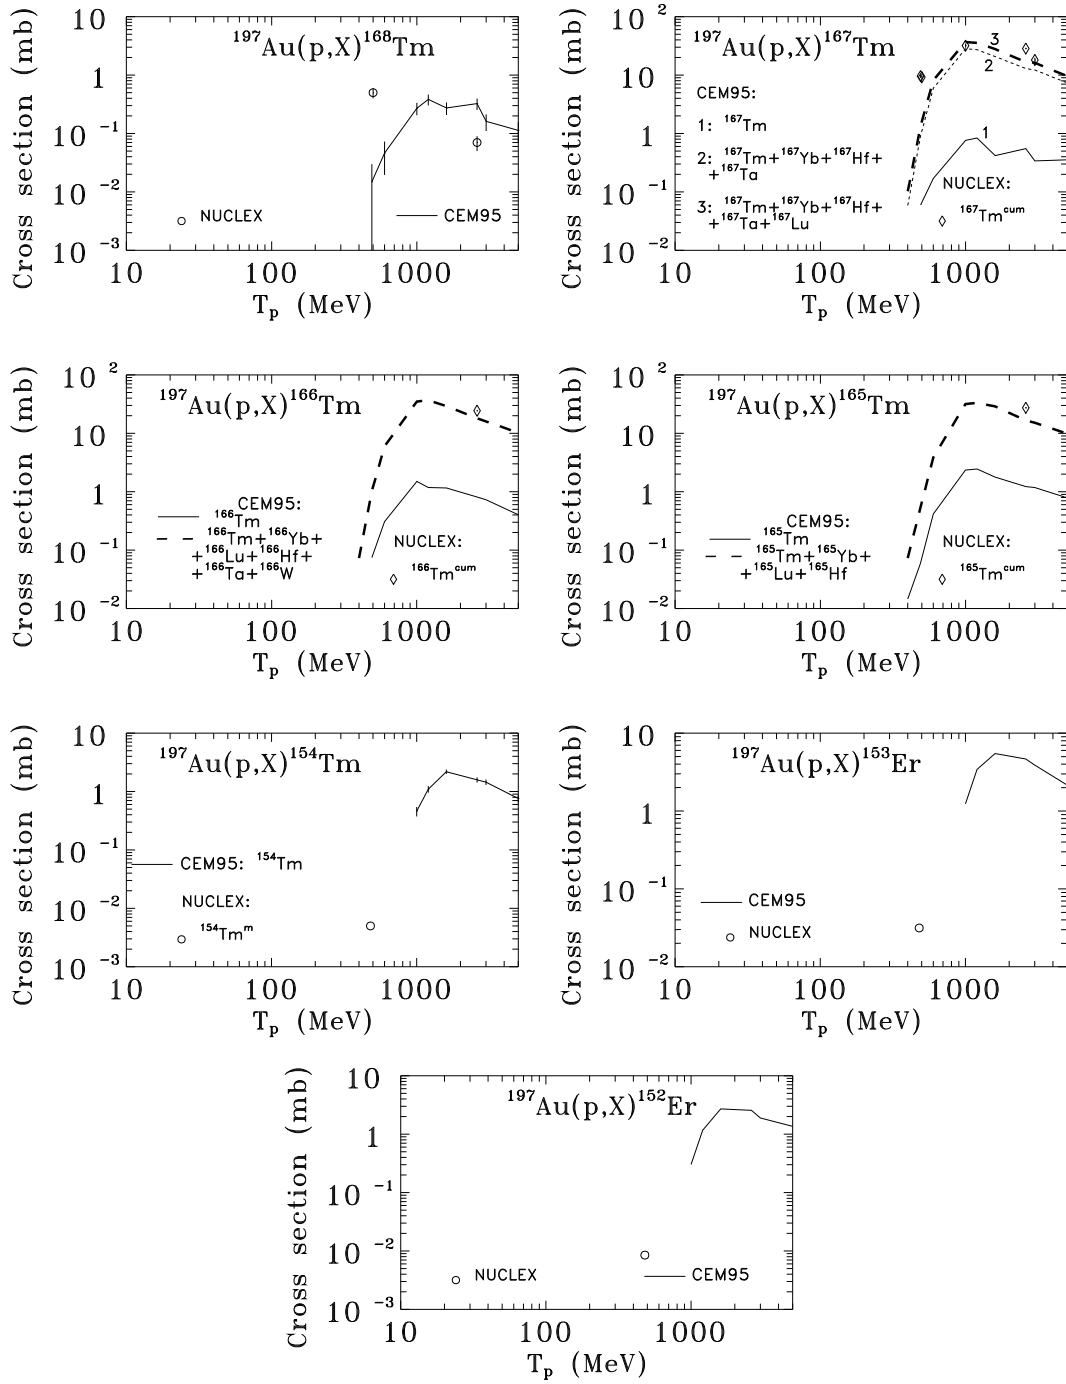 ¹⁹⁷Au(p,X)¹⁶⁸Tm
Cross section (mb)
10
1
10 ⁻¹
10 ⁻²
10 ⁻³
NUCLEX
CEM95
10 100 1000
Tₚ (MeV)
¹⁹⁷Au(p,X)¹⁶⁷Tm
Cross section (mb)
10 ²
10
1
10 ⁻¹
10 ⁻²
CEM95:
1: ¹⁶⁷Tm
2: ¹⁶⁷Tm+¹⁶⁷Yb+¹⁶⁷Hf+
+¹⁶⁷Ta
3: ¹⁶⁷Tm+¹⁶⁷Yb+¹⁶⁷Hf+
+¹⁶⁷Ta+¹⁶⁷Lu
3
2
1
NUCLEX:
¹⁶⁷Tmᶜᵘᵐ
10 100 1000
Tₚ (MeV)
¹⁹⁷Au(p,X)¹⁶⁶Tm
Cross section (mb)
10 ²
10
1
10 ⁻¹
10 ⁻²
CEM95:
¹⁶⁶Tm
¹⁶⁶Tm+¹⁶⁶Yb+
+¹⁶⁶Lu+¹⁶⁶Hf+
+¹⁶⁶Ta+¹⁶⁶W
NUCLEX:
¹⁶⁶Tmᶜᵘᵐ
10 100 1000
Tₚ (MeV)
¹⁹⁷Au(p,X)¹⁶⁵Tm
Cross section (mb)
10 ²
10
1
10 ⁻¹
10 ⁻²
CEM95:
¹⁶⁵Tm
¹⁶⁵Tm+¹⁶⁵Yb+
+¹⁶⁵Lu+¹⁶⁵Hf
NUCLEX:
¹⁶⁵Tmᶜᵘᵐ
10 100 1000
Tₚ (MeV)
¹⁹⁷Au(p,X)¹⁵⁴Tm
Cross section (mb)
10
1
10 ⁻¹
10 ⁻²
10 ⁻³
CEM95: ¹⁵⁴Tm
NUCLEX:
¹⁵⁴Tmᵐ
10 100 1000
Tₚ (MeV)
¹⁹⁷Au(p,X)¹⁵³Er
Cross section (mb)
10
1
10 ⁻¹
10 ⁻²
CEM95
NUCLEX
10 100 1000
Tₚ (MeV)
¹⁹⁷Au(p,X)¹⁵²Er
Cross section (mb)
10
1
10 ⁻¹
10 ⁻²
10 ⁻³
NUCLEX
CEM95
10 100 1000
Tₚ (MeV)